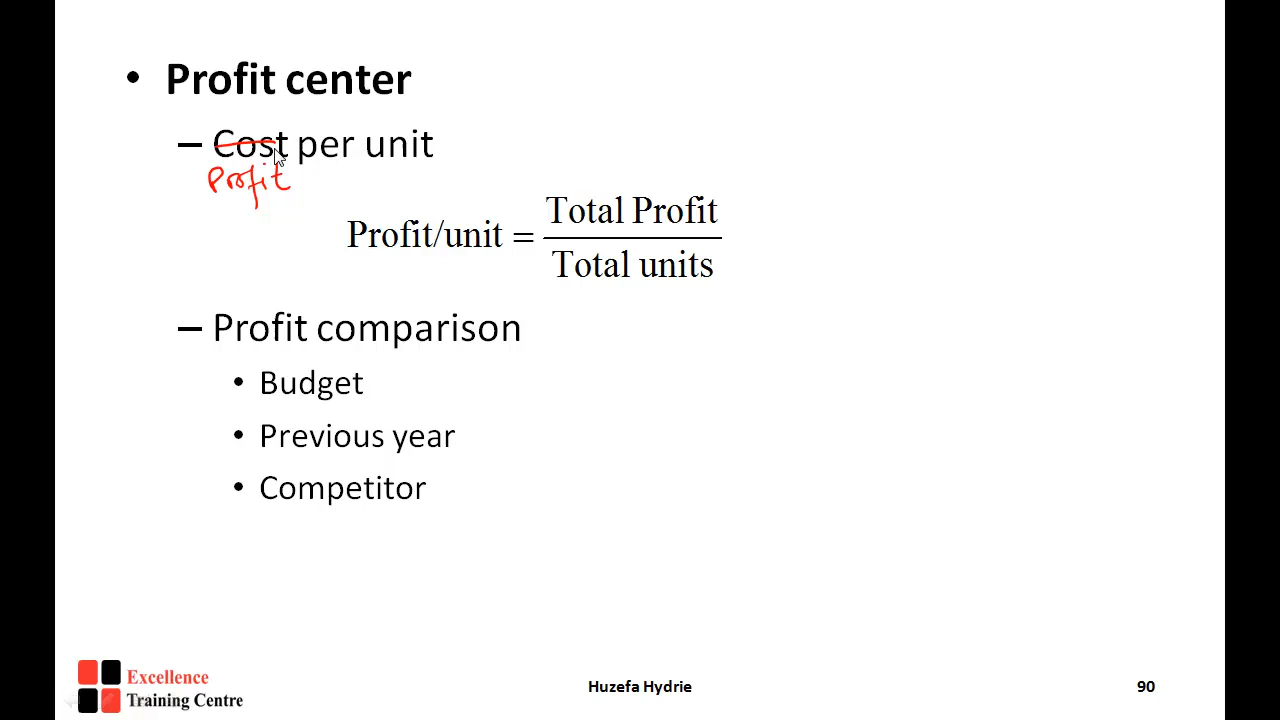 • Profit center
– Cost per unit
Profit
Profit/unit = Total Profit
Total units
– Profit comparison
• Budget
• Previous year
• Competitor
Excellence
Training Centre
Huzefa Hydrie
90